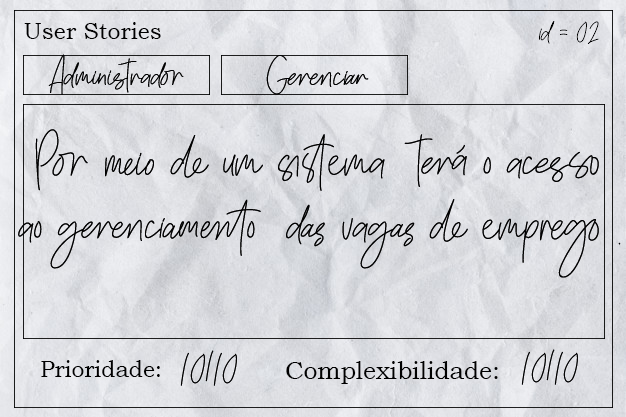 User Stories
id = 02
Administrador
Gerenciar
Por meio de um sistema terá o acesso
ao gerenciamento das vagas de emprego
Prioridade: 10/10
Complexibilidade: 10/10